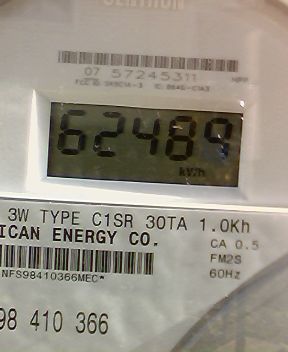 CENTRON
07 57245311
62489
kWh
3W TYPE C1SR 30TA 1.0Kh
ICAN ENERGY CO.
CA 0.5
FM2S
60Hz
NFS98410366MEC*
98 410 366